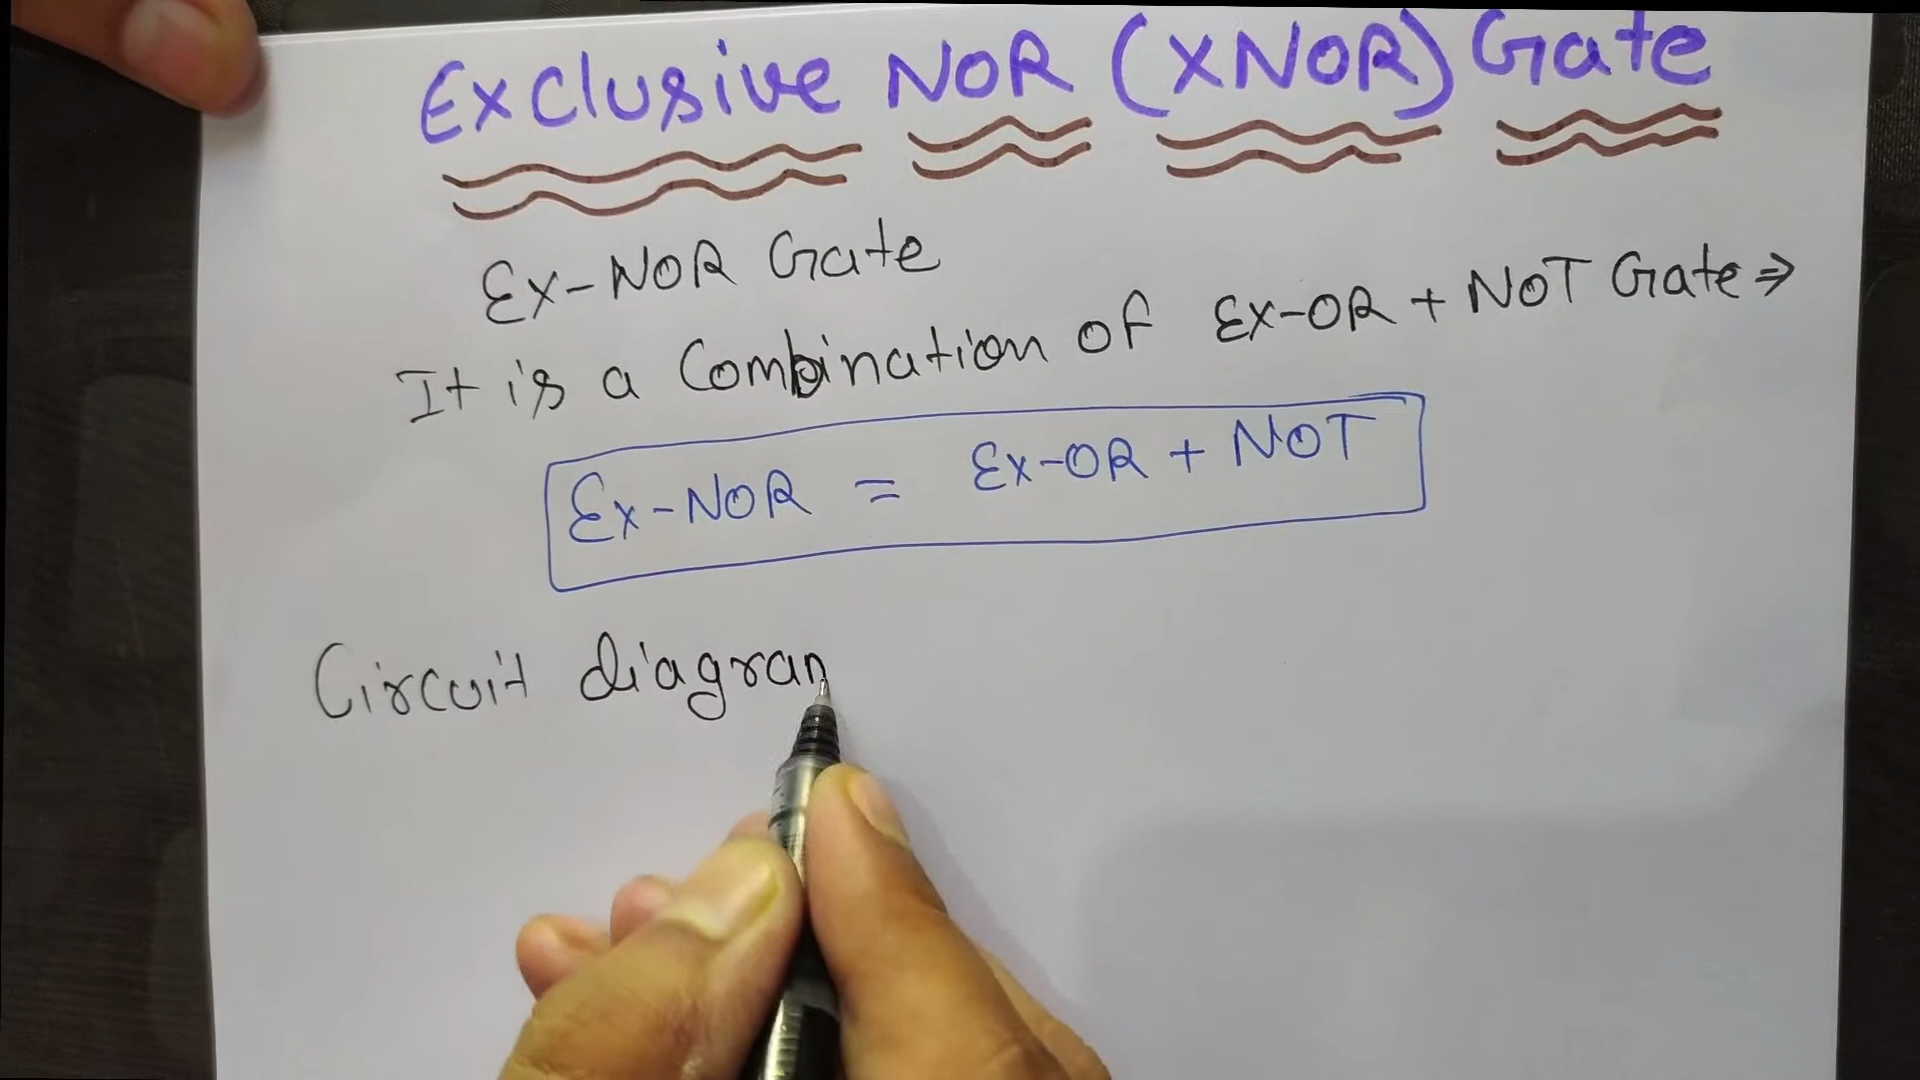 Exclusive NOR (XNOR) Gate
Ex-NOR Gate
It is a Combination of Ex-OR + NOT Gate ⇒
Ex-NOR = Ex-OR + NOT
Circuit diagran